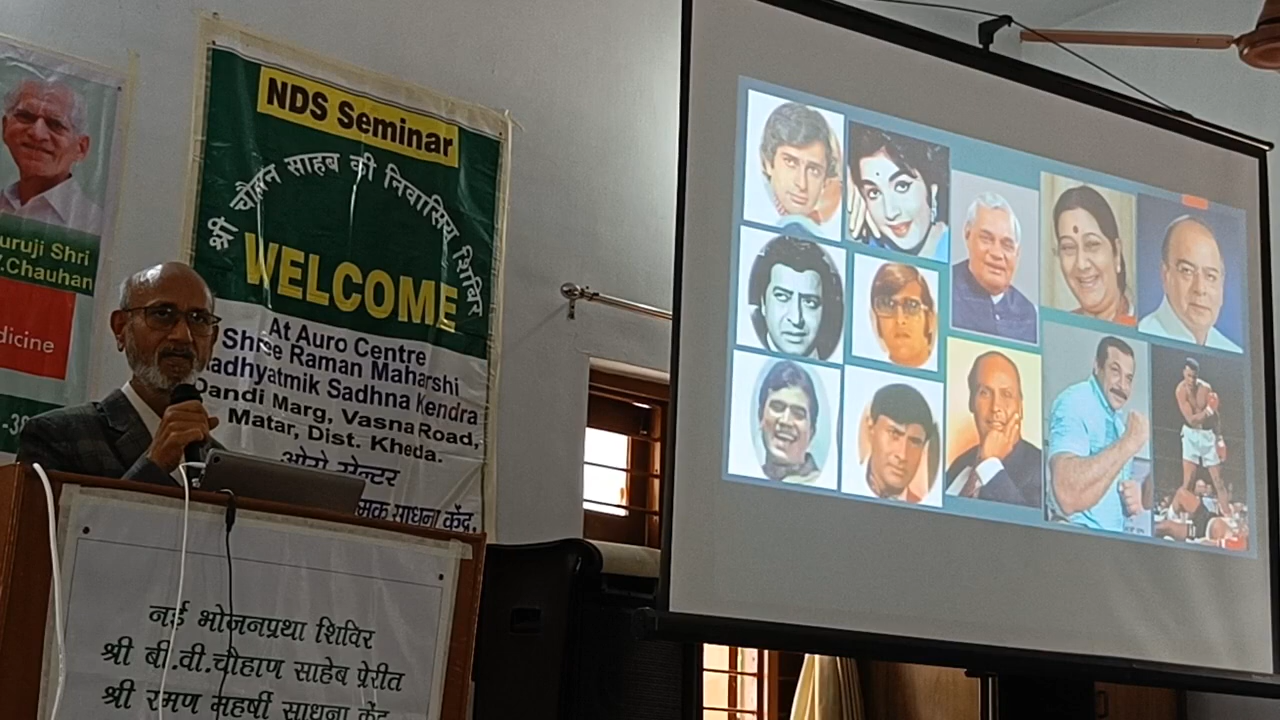 uruji Shri
V.Chauhan
dicine
NDS Seminar
श्री चौहान साहब की निवासिय शिबिर
WELCOME
At Auro Centre
Shree Raman Maharshi
Aadhyatmik Sadhna Kendra
Dandi Marg, Vasna Road,
Matar, Dist. Kheda.
ओरो सेन्टर
मक साधना केंद्र,
नई भोजनप्रथा शिविर
श्री बी.वी.चौहाण साहेब प्रेरीत
श्री रमण महर्षी साधना केंद्र